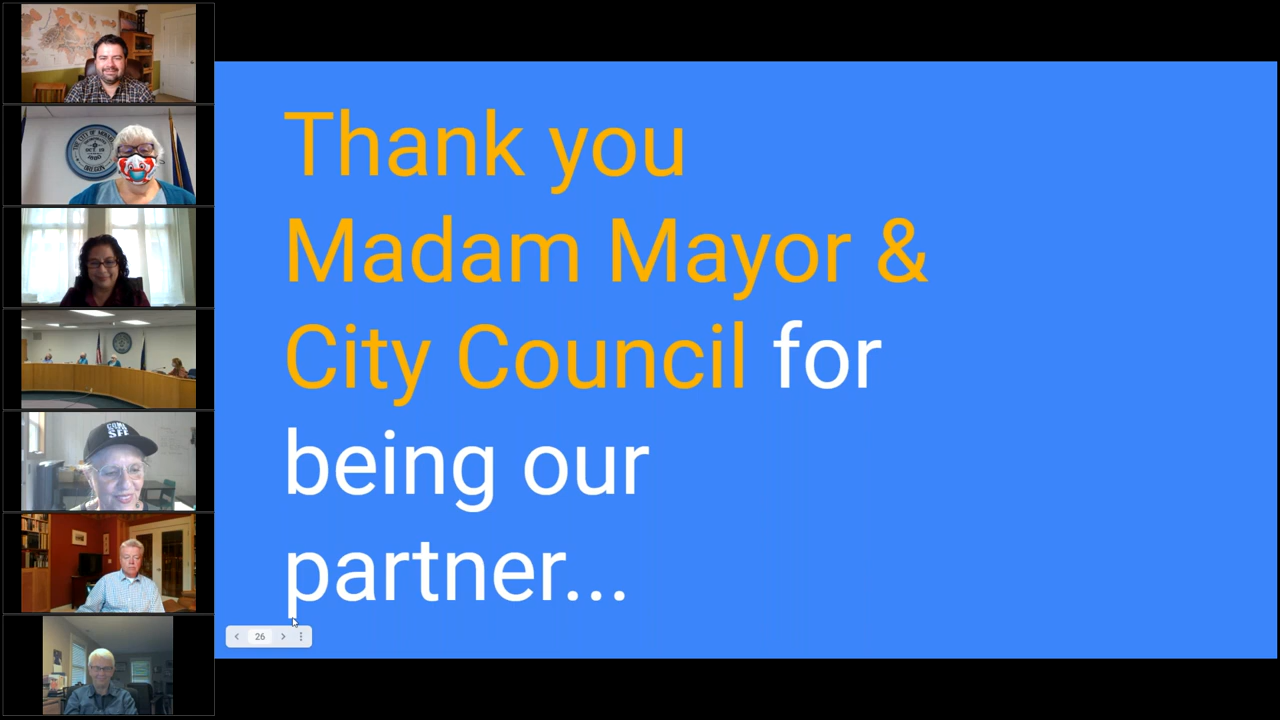 Thank you
Madam Mayor &
City Council for
being our
partner...
26